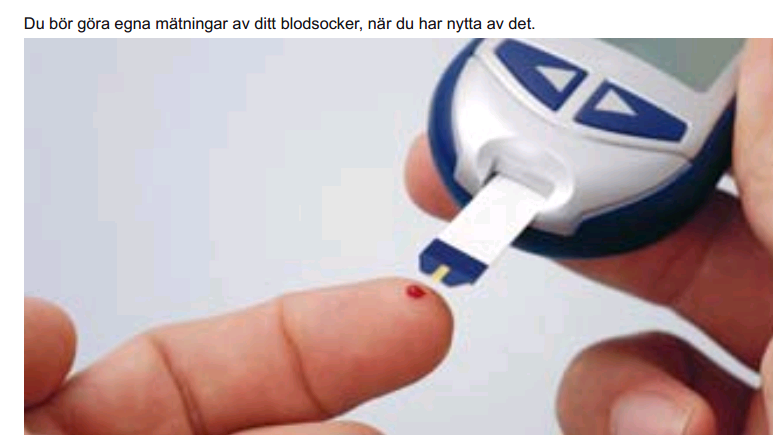 Du bör göra egna mätningar av ditt blodsocker, när du har nytta av det.